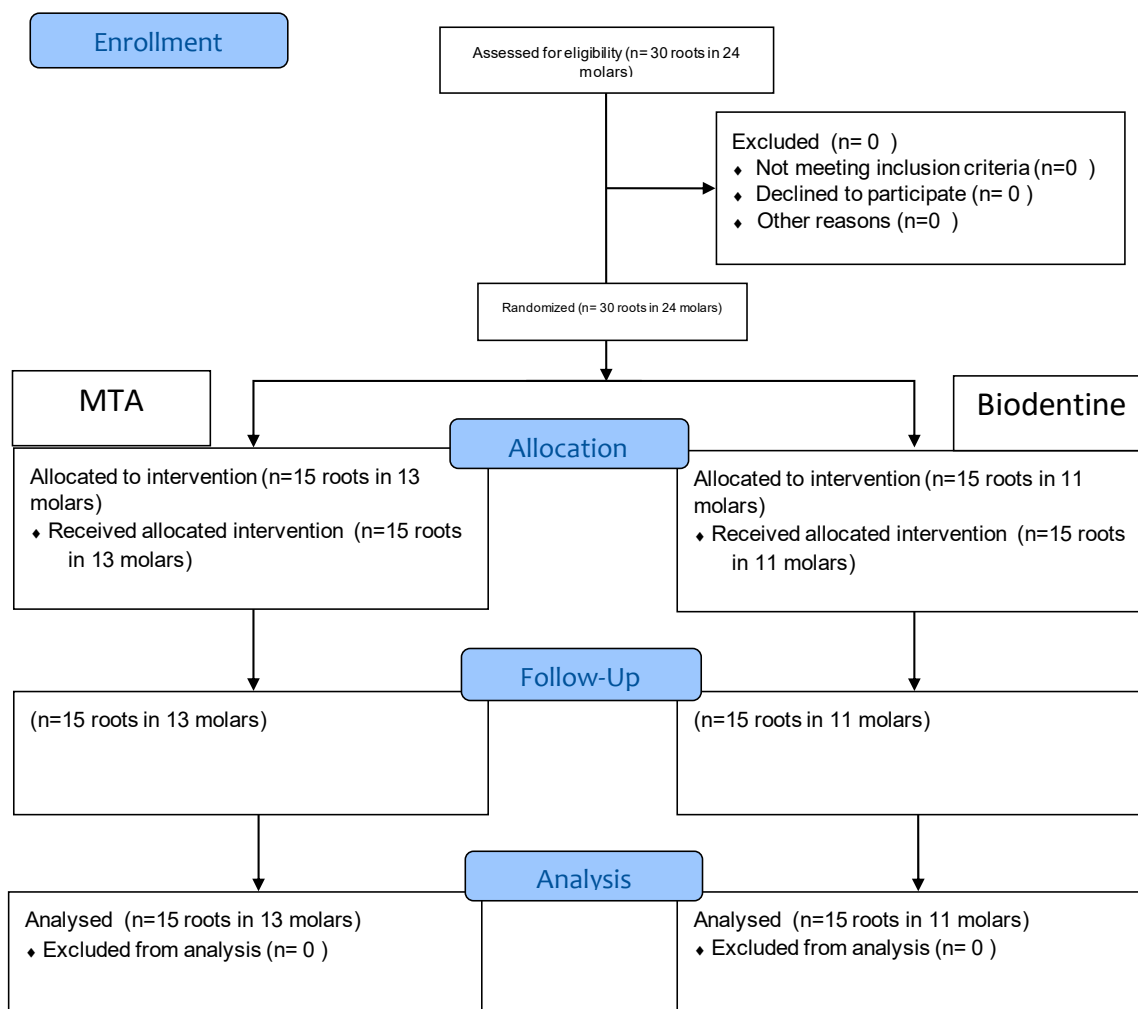 Enrollment
Assessed for eligibility (n= 30 roots in 24
molars)
Excluded (n= 0 )
♦ Not meeting inclusion criteria (n=0 )
♦ Declined to participate (n= 0 )
♦ Other reasons (n=0 )
Randomized (n= 30 roots in 24 molars)
MTA
Biodentine
Allocation
Allocated to intervention (n=15 roots in 13
molars)
♦ Received allocated intervention (n=15 roots
in 13 molars)
Allocated to intervention (n=15 roots in 11
molars)
♦ Received allocated intervention (n=15 roots
in 11 molars)
Follow-Up
(n=15 roots in 13 molars)
(n=15 roots in 11 molars)
Analysis
Analysed (n=15 roots in 13 molars)
♦ Excluded from analysis (n= 0 )
Analysed (n=15 roots in 11 molars)
♦ Excluded from analysis (n= 0 )